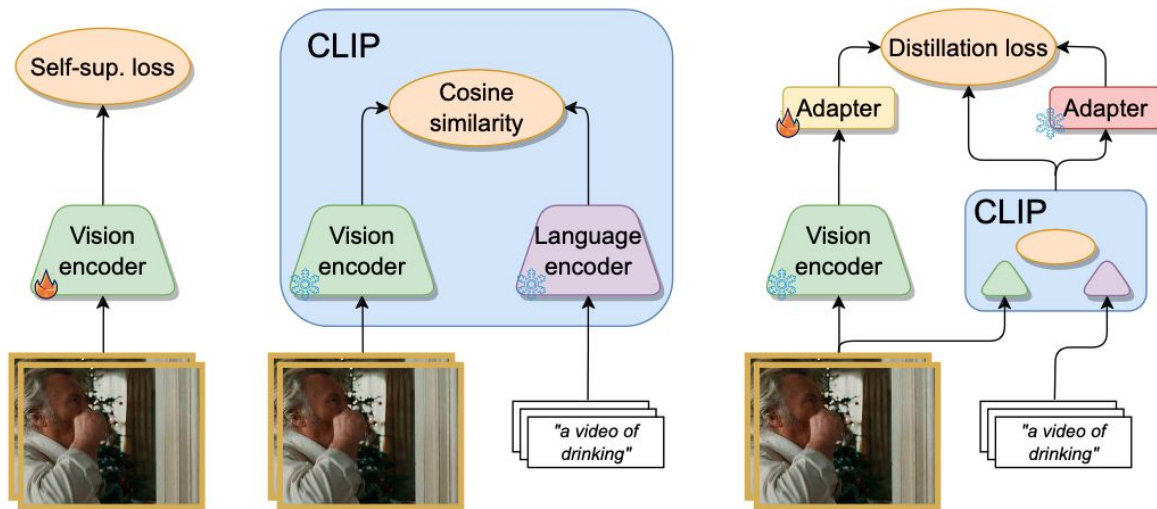 Self-sup. loss
Vision
encoder
CLIP
Cosine
similarity
Vision
encoder
Language
encoder
"a video of
drinking"
Distillation loss
Adapter
Adapter
Vision
encoder
CLIP
"a video of
drinking"